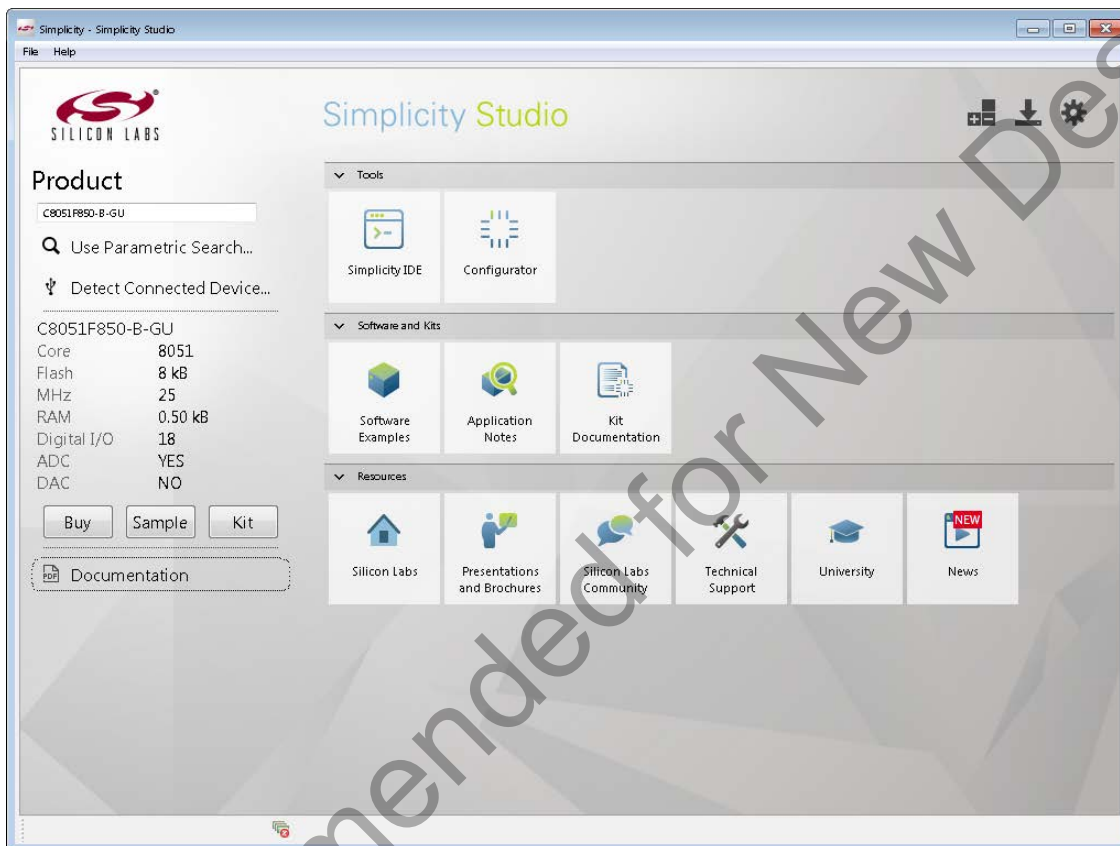 Simplicity - Simplicity Studio
File Help
SILICON LABS
Simplicity Studio
Product
C8051F850-B-GU
Use Parametric Search...
Detect Connected Device...
C8051F850-B-GU
Core 8051
Flash 8 kB
MHz 25
RAM 0.50 kB
Digital I/O 18
ADC YES
DAC NO
Buy Sample Kit
PDF Documentation
Tools
Simplicity IDE Configurator
Software and Kits
Software Application Kit
Examples Notes Documentation
Resources
NEW
Silicon Labs Presentations Silicon Labs Technical University News
and Brochures Community Support
mended for New Des